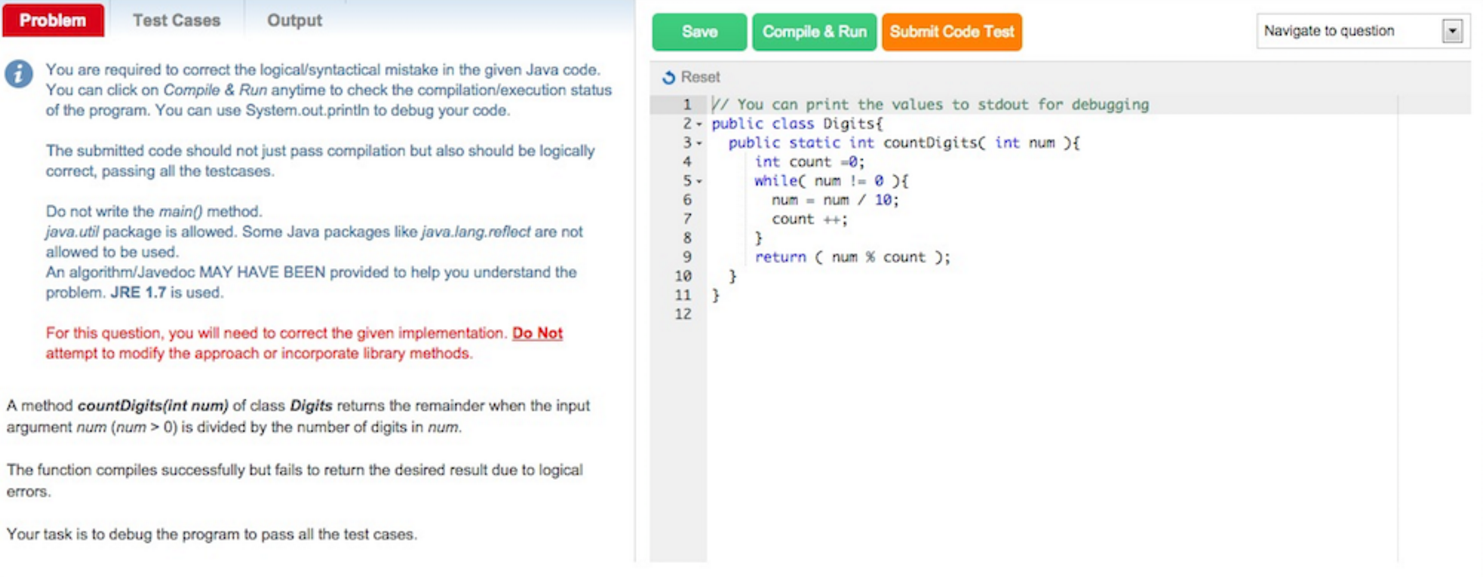 Problem Test Cases Output
You are required to correct the logical/syntactical mistake in the given Java code.
You can click on Compile & Run anytime to check the compilation/execution status
of the program. You can use System.out.println to debug your code.
The submitted code should not just pass compilation but also should be logically
correct, passing all the testcases.
Do not write the main() method.
java.util package is allowed. Some Java packages like java.lang.reflect are not
allowed to be used.
An algorithm/Javedoc MAY HAVE BEEN provided to help you understand the
problem. JRE 1.7 is used.
For this question, you will need to correct the given implementation. Do Not
attempt to modify the approach or incorporate library methods.
A method countDigits(int num) of class Digits returns the remainder when the input
argument num (num > 0) is divided by the number of digits in num.
The function compiles successfully but fails to return the desired result due to logical
errors.
Your task is to debug the program to pass all the test cases.
Save Compile & Run Submit Code Test Navigate to question
Reset
1 // You can print the values to stdout for debugging
2 public class Digits{
3 public static int countDigits( int num ){
4 int count =0;
5 while( num != 0 ){
6 num = num / 10;
7 count ++;
8 }
9 return ( num % count );
10 }
11 }
12